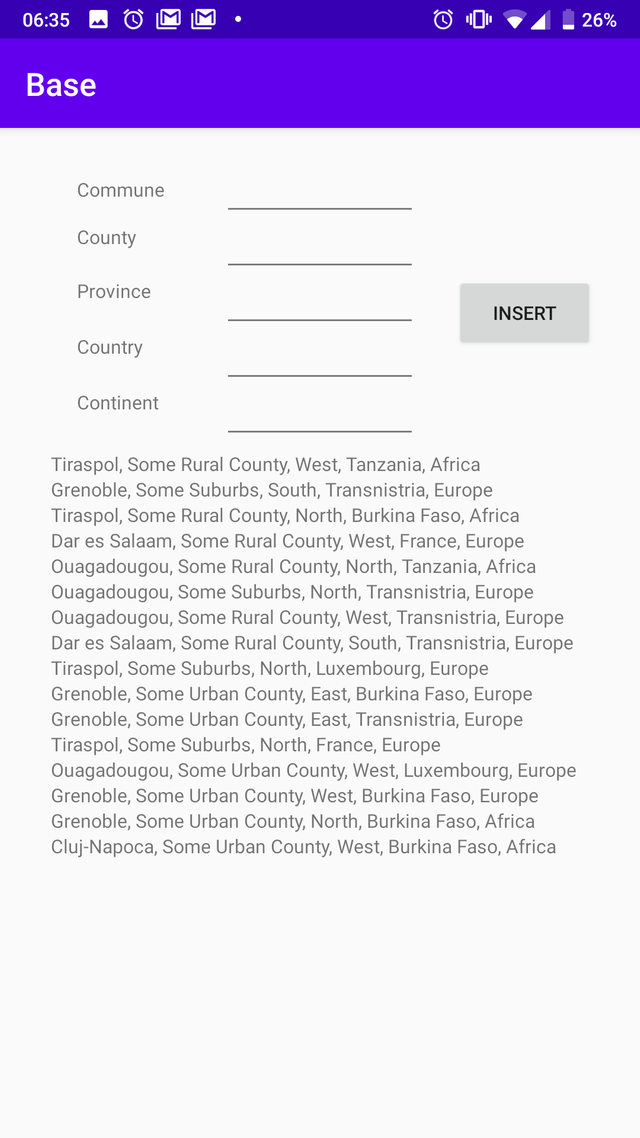 06:35
26%
Base
Commune
County
Province
INSERT
Country
Continent
Tiraspol, Some Rural County, West, Tanzania, Africa
Grenoble, Some Suburbs, South, Transnistria, Europe
Tiraspol, Some Rural County, North, Burkina Faso, Africa
Dar es Salaam, Some Rural County, West, France, Europe
Ouagadougou, Some Rural County, North, Tanzania, Africa
Ouagadougou, Some Suburbs, North, Transnistria, Europe
Ouagadougou, Some Rural County, West, Transnistria, Europe
Dar es Salaam, Some Rural County, South, Transnistria, Europe
Tiraspol, Some Suburbs, North, Luxembourg, Europe
Grenoble, Some Urban County, East, Burkina Faso, Europe
Grenoble, Some Urban County, East, Transnistria, Europe
Tiraspol, Some Suburbs, North, France, Europe
Ouagadougou, Some Urban County, West, Luxembourg, Europe
Grenoble, Some Urban County, West, Burkina Faso, Europe
Grenoble, Some Urban County, North, Burkina Faso, Africa
Cluj-Napoca, Some Urban County, West, Burkina Faso, Africa